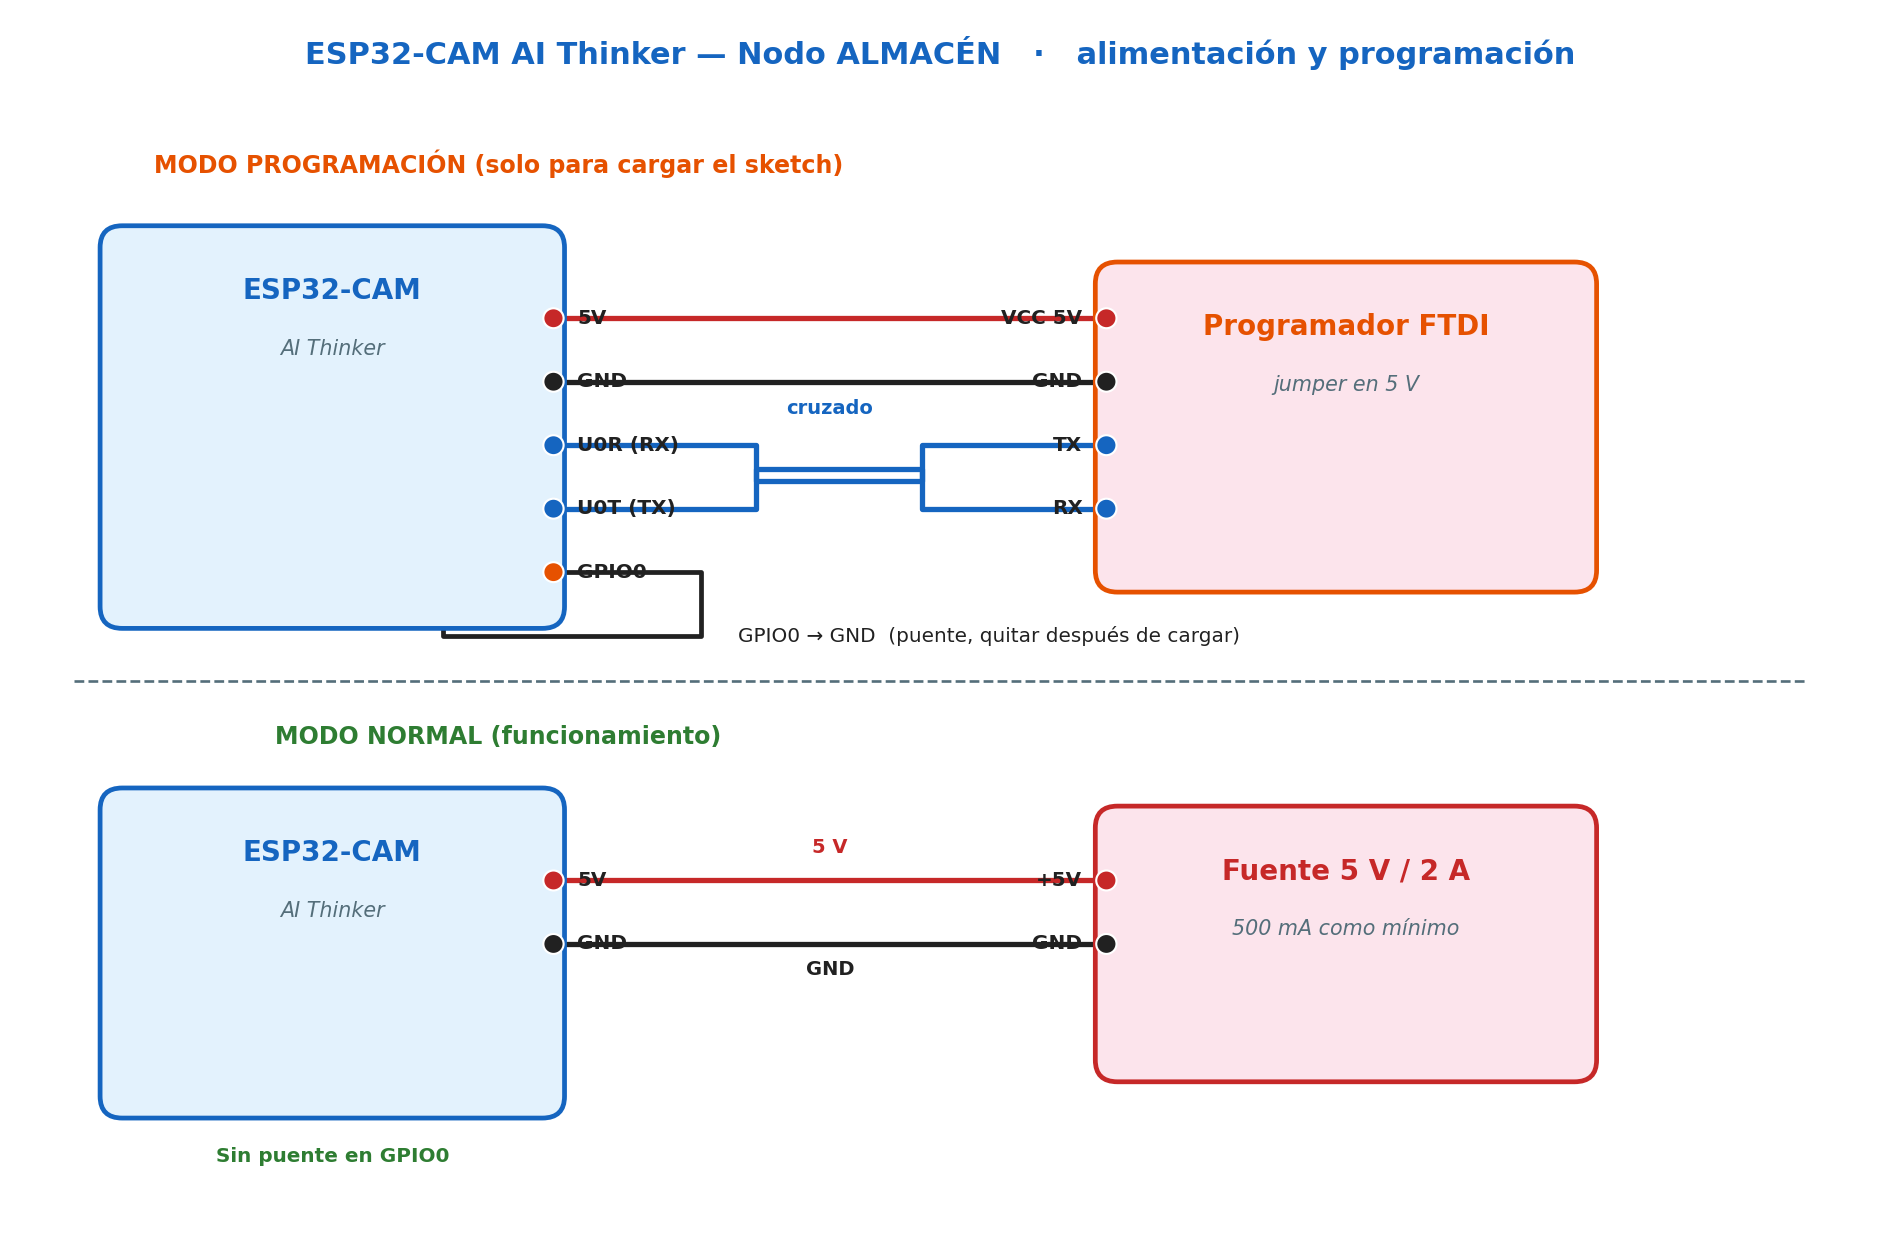 ESP32-CAM AI Thinker — Nodo ALMACÉN · alimentación y programación
MODO PROGRAMACIÓN (solo para cargar el sketch)
ESP32-CAM
AI Thinker
5V
GND
U0R (RX)
U0T (TX)
GPIO0
cruzado
VCC 5V
GND
TX
RX
Programador FTDI
jumper en 5 V
GPIO0 → GND (puente, quitar después de cargar)
MODO NORMAL (funcionamiento)
ESP32-CAM
AI Thinker
5V
GND
5 V
GND
+5V
GND
Fuente 5 V / 2 A
500 mA como mínimo
Sin puente en GPIO0